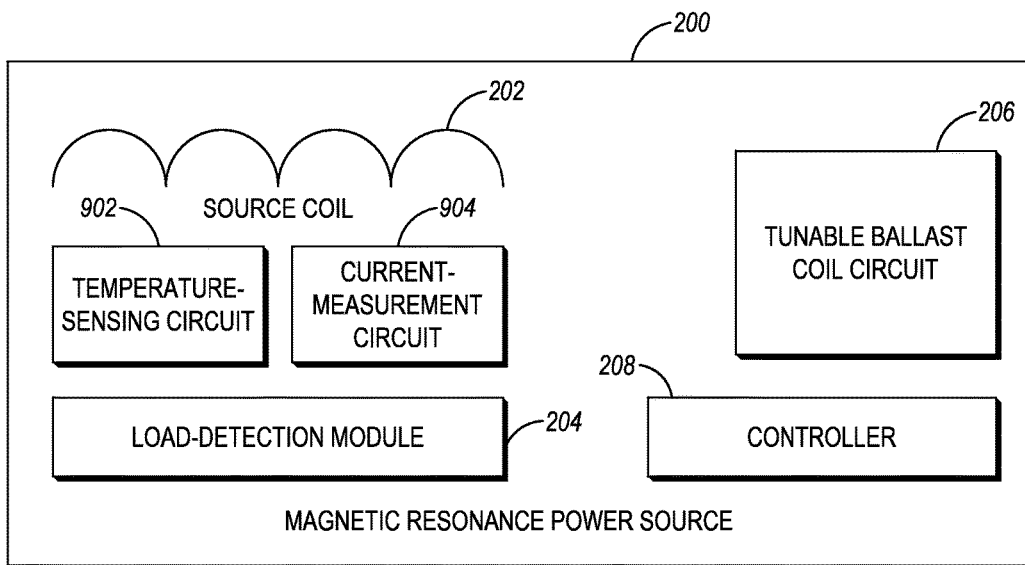 200
202
206
SOURCE COIL
902
904
TEMPERATURE-
SENSING CIRCUIT
CURRENT-
MEASUREMENT
CIRCUIT
TUNABLE BALLAST
COIL CIRCUIT
208
LOAD-DETECTION MODULE
204
CONTROLLER
MAGNETIC RESONANCE POWER SOURCE